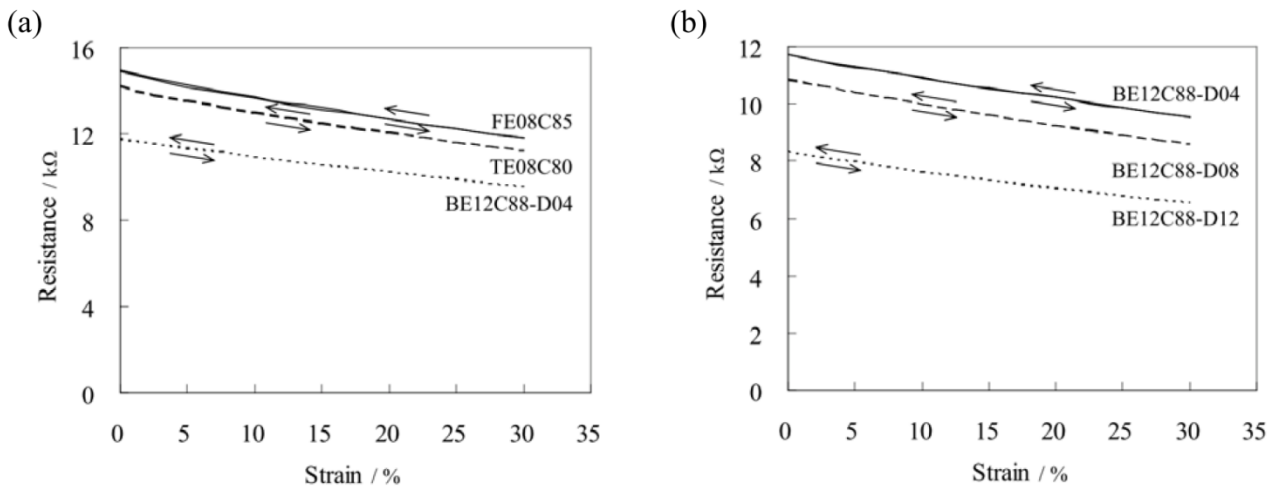 (a)
16
12
8
4
0
Resistance / kΩ
FE08C85
TE08C80
BE12C88-D04
0 5 10 15 20 25 30 35
Strain / %
(b)
12
10
8
6
4
2
0
Resistance / kΩ
BE12C88-D04
BE12C88-D08
BE12C88-D12
0 5 10 15 20 25 30 35
Strain / %